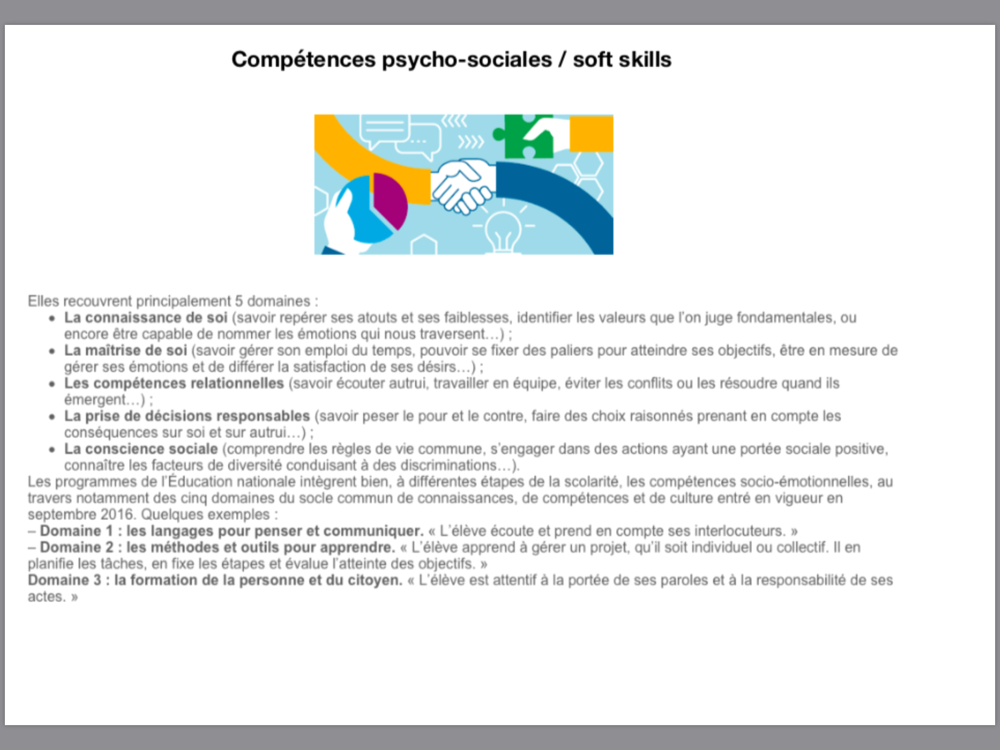 Compétences psycho-sociales / soft skills
Elles recouvrent principalement 5 domaines :
• La connaissance de soi (savoir repérer ses atouts et ses faiblesses, identifier les valeurs que l’on juge fondamentales, ou
encore être capable de nommer les émotions qui nous traversent…) ;
• La maîtrise de soi (savoir gérer son emploi du temps, pouvoir se fixer des paliers pour atteindre ses objectifs, être en mesure de
gérer ses émotions et de différer la satisfaction de ses désirs…) ;
• Les compétences relationnelles (savoir écouter autrui, travailler en équipe, éviter les conflits ou les résoudre quand ils
émergent…) ;
• La prise de décisions responsables (savoir peser le pour et le contre, faire des choix raisonnés prenant en compte les
conséquences sur soi et sur autrui…) ;
• La conscience sociale (comprendre les règles de vie commune, s’engager dans des actions ayant une portée sociale positive,
connaître les facteurs de diversité conduisant à des discriminations…).
Les programmes de l’Éducation nationale intègrent bien, à différentes étapes de la scolarité, les compétences socio-émotionnelles, au
travers notamment des cinq domaines du socle commun de connaissances, de compétences et de culture entré en vigueur en
septembre 2016. Quelques exemples :
– Domaine 1 : les langages pour penser et communiquer. « L’élève écoute et prend en compte ses interlocuteurs. »
– Domaine 2 : les méthodes et outils pour apprendre. « L’élève apprend à gérer un projet, qu’il soit individuel ou collectif. Il en
planifie les tâches, en fixe les étapes et évalue l’atteinte des objectifs. »
Domaine 3 : la formation de la personne et du citoyen. « L’élève est attentif à la portée de ses paroles et à la responsabilité de ses
actes. »